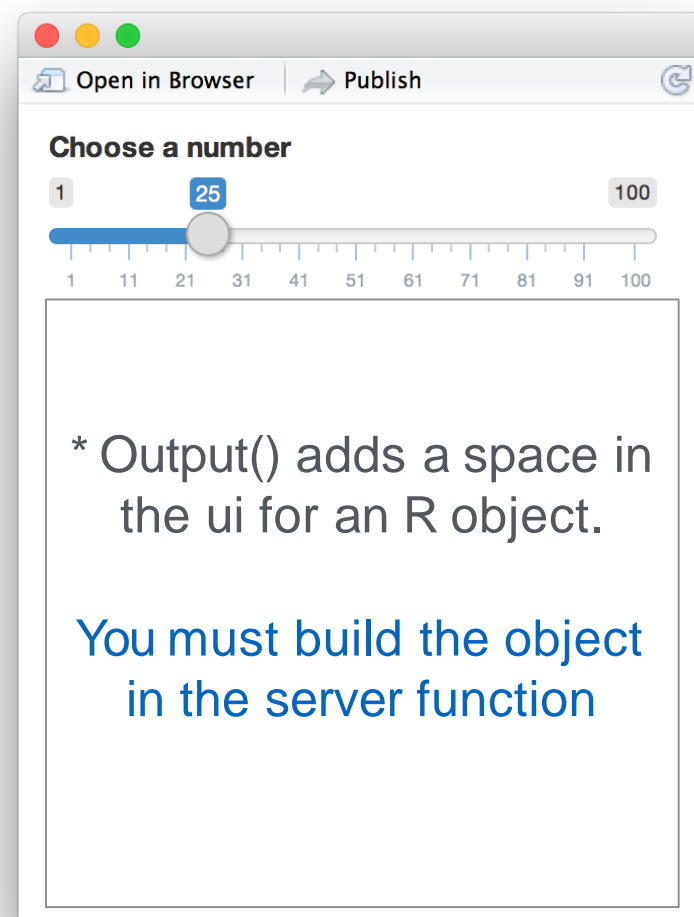 Open in Browser Publish
Choose a number
1 25 100
1 11 21 31 41 51 61 71 81 91 100
* Output() adds a space in
the ui for an R object.
You must build the object
in the server function